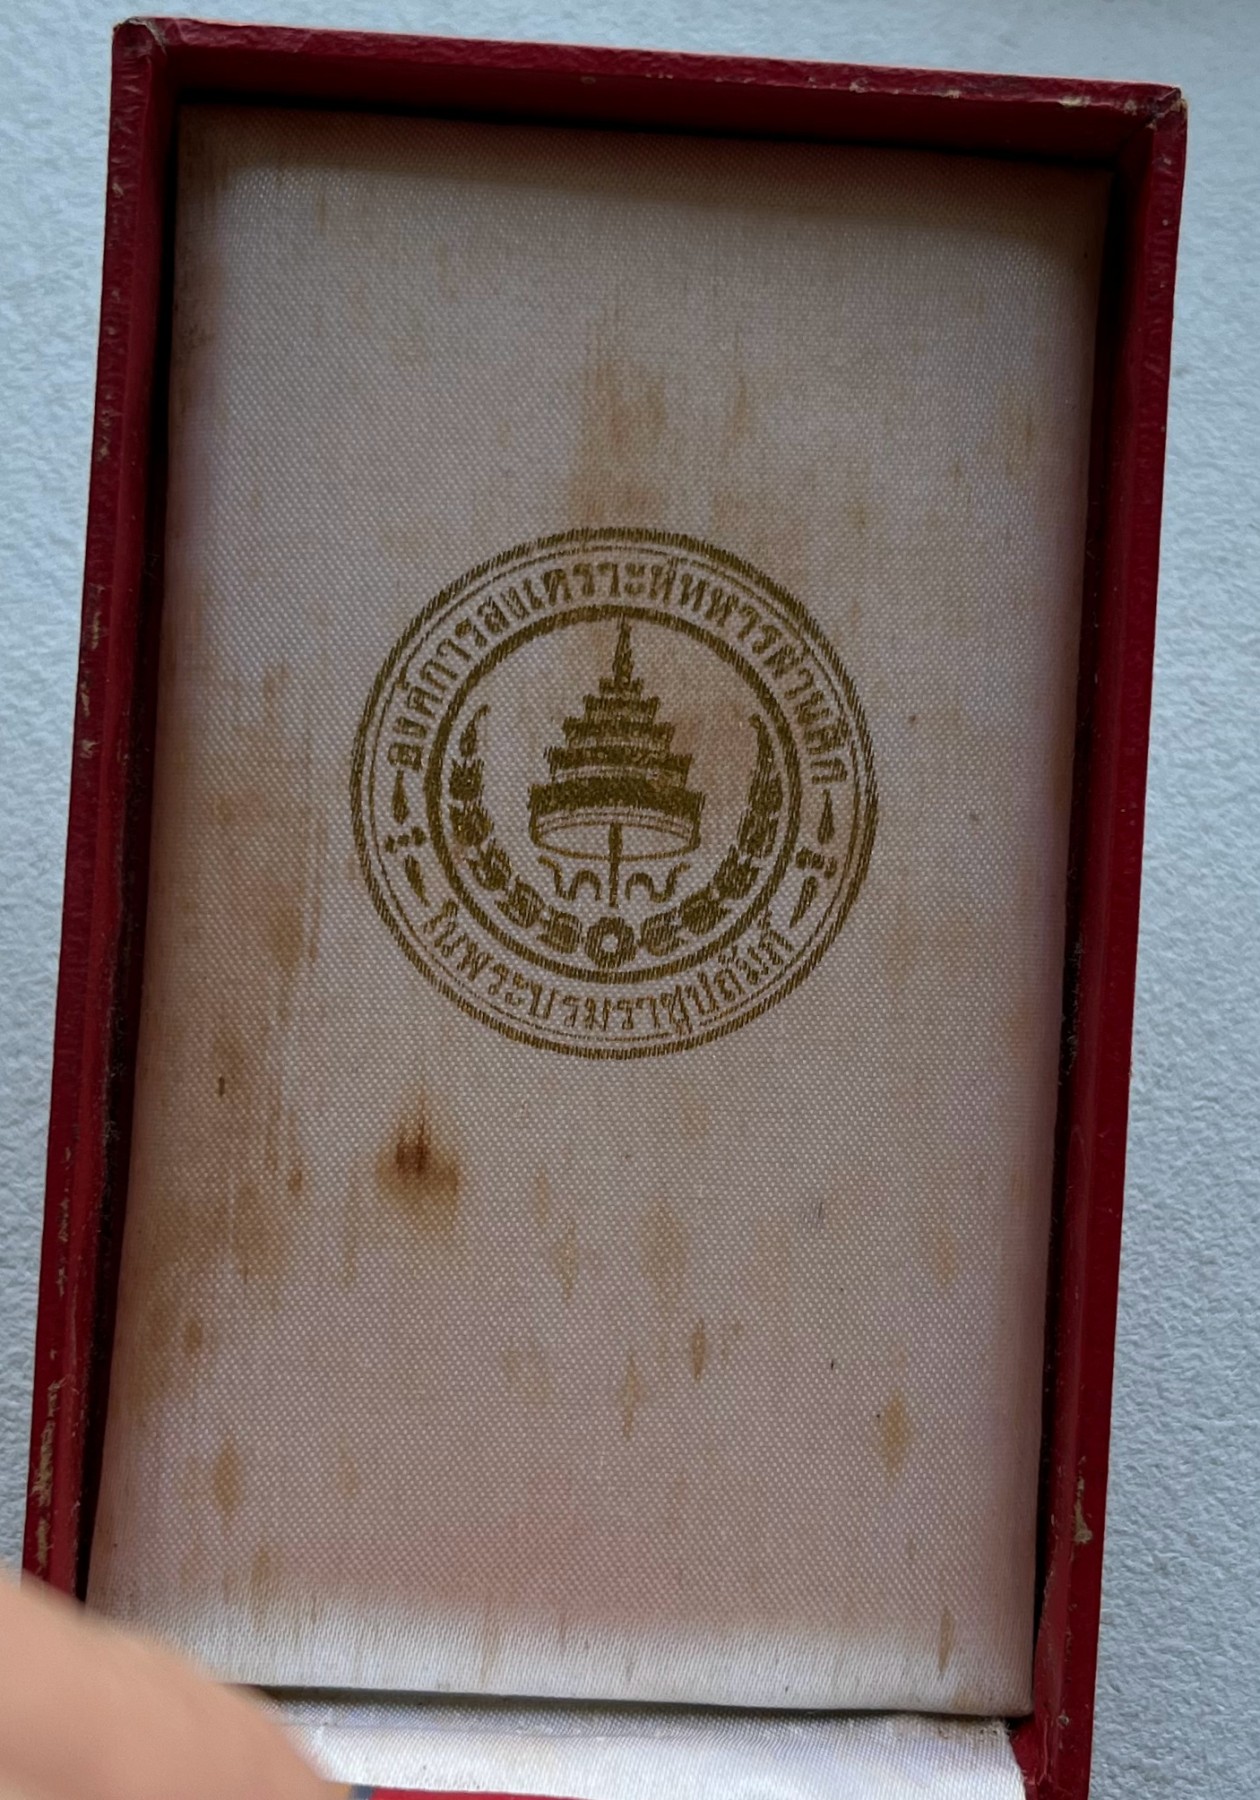 องค์การสงเคราะห์ทหารผ่านศึก
ในพระบรมราชูปถัมภ์